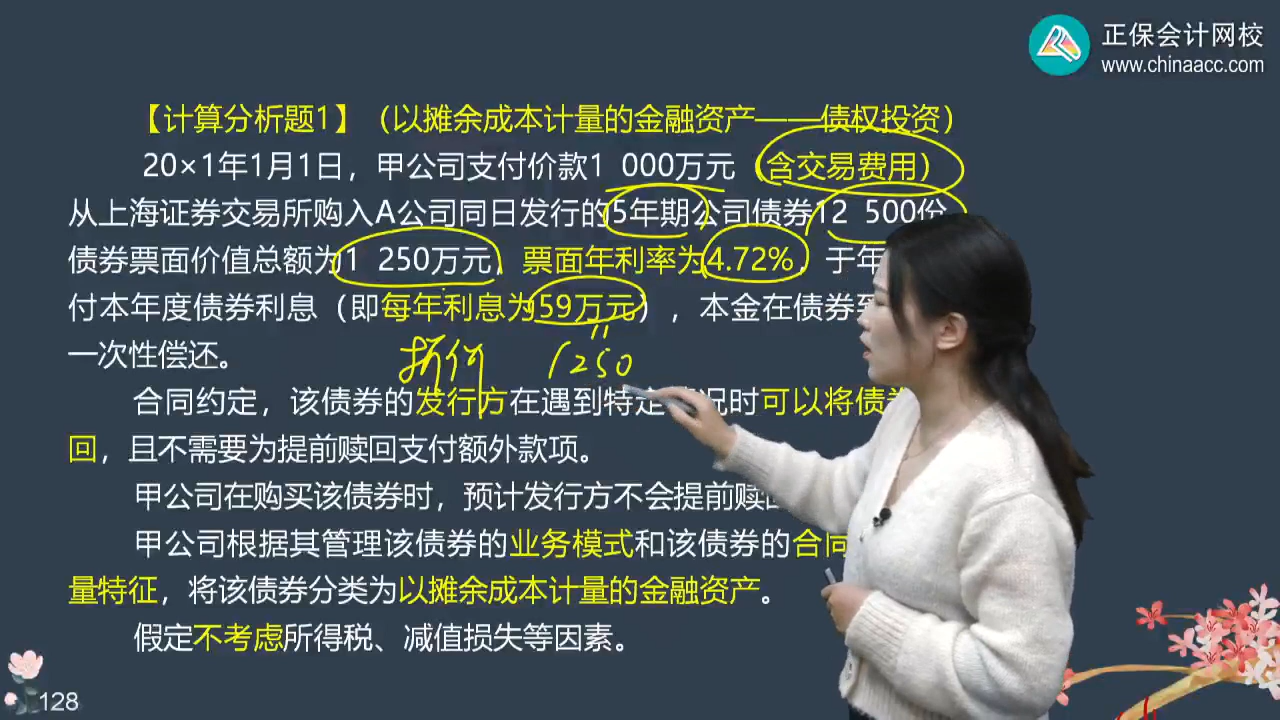 正保会计网校
www.chinaacc.com
【计算分析题1】（以摊余成本计量的金融资产——债权投资）
20×1年1月1日，甲公司支付价款1 000万元（含交易费用）
从上海证券交易所购入A公司同日发行的5年期公司债券12 500份，
债券票面价值总额为1 250万元，票面年利率为4.72%，于年
付本年度债券利息（即每年利息为59万元），本金在债券到
一次性偿还。
折价 1250
合同约定，该债券的发行方在遇到特定情况时可以将债券
回，且不需要为提前赎回支付额外款项。
甲公司在购买该债券时，预计发行方不会提前赎回
甲公司根据其管理该债券的业务模式和该债券的合同
量特征，将该债券分类为以摊余成本计量的金融资产。
假定不考虑所得税、减值损失等因素。
128